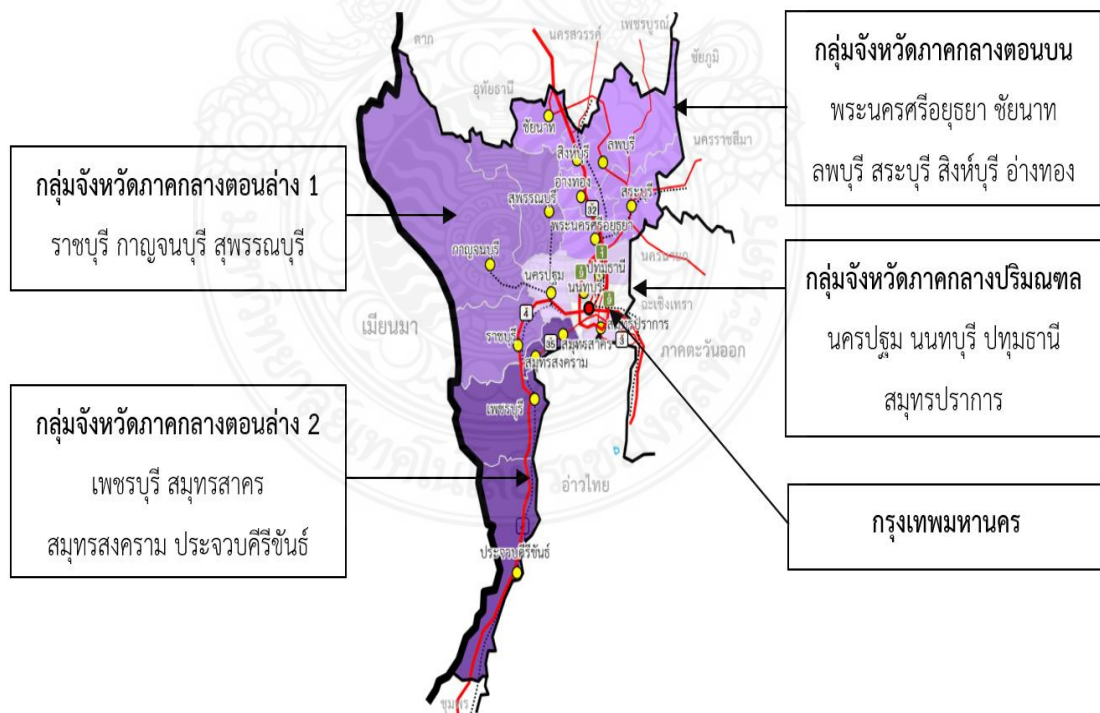 กลุ่มจังหวัดภาคกลางตอนบน
พระนครศรีอยุธยา ชัยนาท
ลพบุรี สระบุรี สิงห์บุรี อ่างทอง
กลุ่มจังหวัดภาคกลางตอนล่าง 1
ราชบุรี กาญจนบุรี สุพรรณบุรี
กลุ่มจังหวัดภาคกลางปริมณฑล
นครปฐม นนทบุรี ปทุมธานี
สมุทรปราการ
กลุ่มจังหวัดภาคกลางตอนล่าง 2
เพชรบุรี สมุทรสาคร
สมุทรสงคราม ประจวบคีรีขันธ์
กรุงเทพมหานคร
ตาก
นครสวรรค์
เพชรบูรณ์
ชัยภูมิ
อุทัยธานี
ชัยนาท
นครราชสีมา
สิงห์บุรี
ลพบุรี
อ่างทอง
สุพรรณบุรี
สระบุรี
32
พระนครศรีอยุธยา
นครนายก
กาญจนบุรี
ปทุมธานี
นครปฐม
นนทบุรี
ฉะเชิงเทรา
เมียนมา
4
สมุทรปราการ
ราชบุรี
35
สมุทรสาคร
3
ภาคตะวันออก
สมุทรสงคราม
เพชรบุรี
อ่าวไทย
ประจวบคีรีขันธ์
ชุมพร